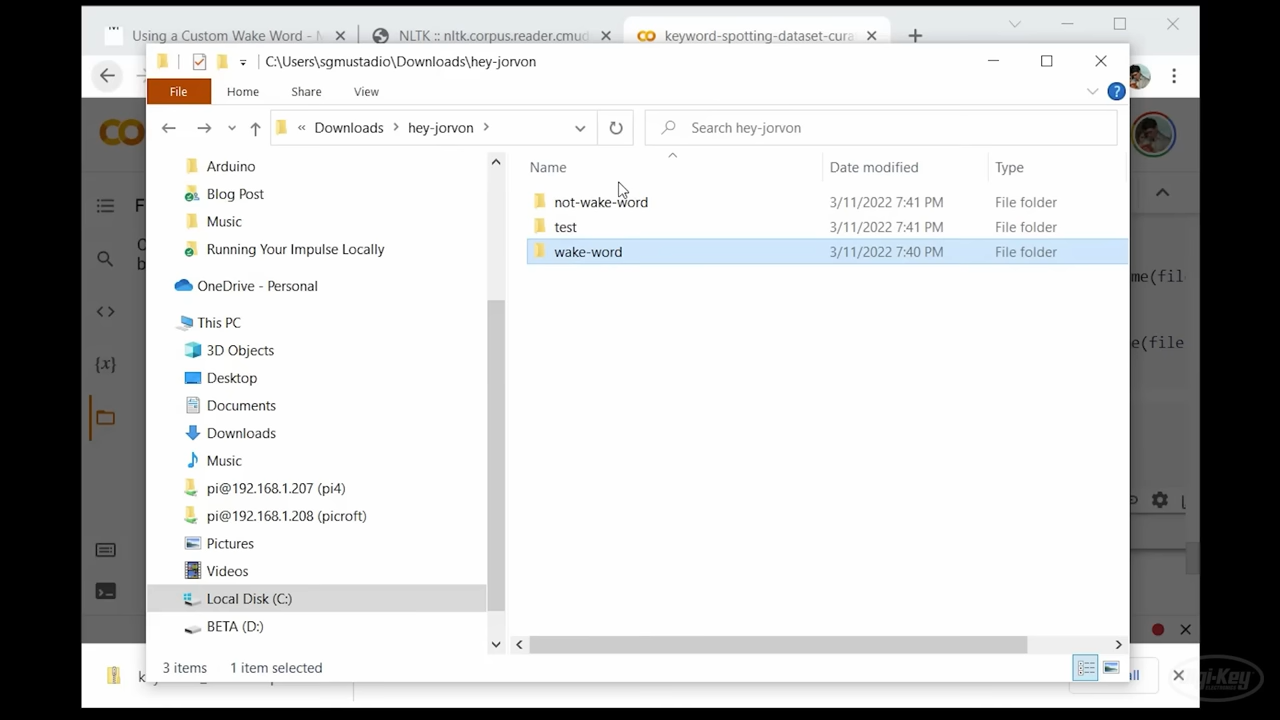 Using a Custom Wake Word -
NLTK :: nltk.corpus.reader.cmud
keyword-spotting-dataset-cura
C:\Users\sgmustadio\Downloads\hey-jorvon
File Home Share View
« Downloads > hey-jorvon >
Search hey-jorvon
Arduino
Blog Post
Music
Running Your Impulse Locally
OneDrive - Personal
This PC
3D Objects
Desktop
Documents
Downloads
Music
pi@192.168.1.207 (pi4)
pi@192.168.1.208 (picroft)
Pictures
Videos
Local Disk (C:)
BETA (D:)
Name Date modified Type
not-wake-word 3/11/2022 7:41 PM File folder
test 3/11/2022 7:41 PM File folder
wake-word 3/11/2022 7:40 PM File folder
me(fil
e(file
3 items 1 item selected
gi-Key
ELECTRONICS